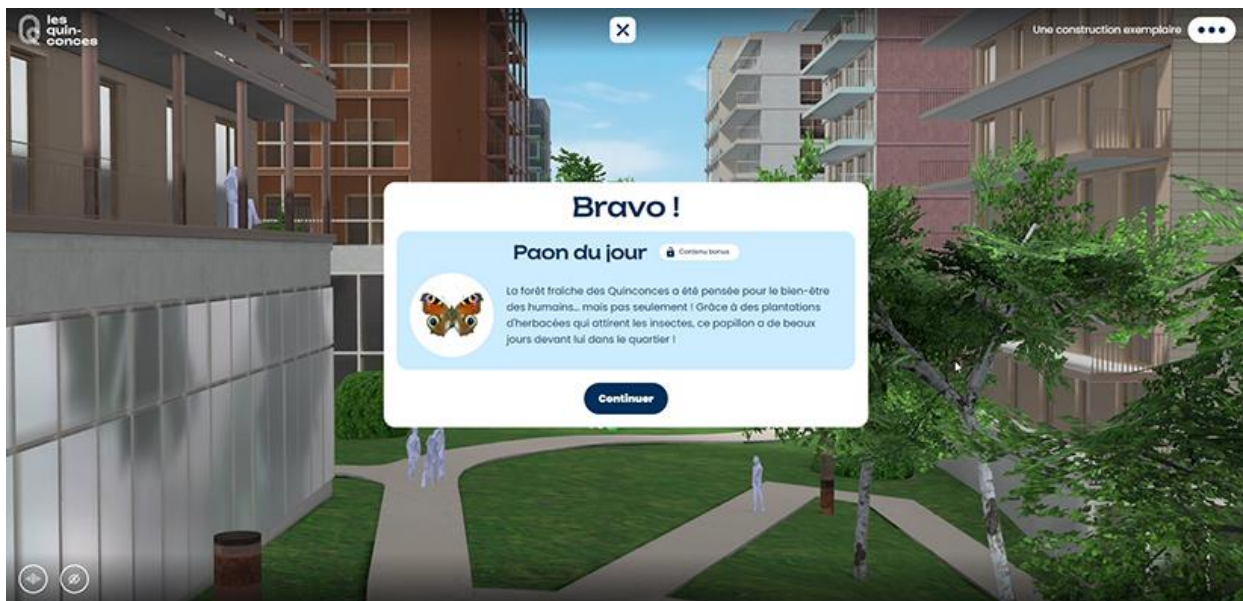 les
quin-
conces
Une construction exemplaire
Bravo !
Paon du jour
Contenu bonus
La forêt fraîche des Quinconces a été pensée pour le bien-être
des humains... mais pas seulement ! Grâce à des plantations
d'herbacées qui attirent les insectes, ce papillon a de beaux
jours devant lui dans le quartier !
Continuer